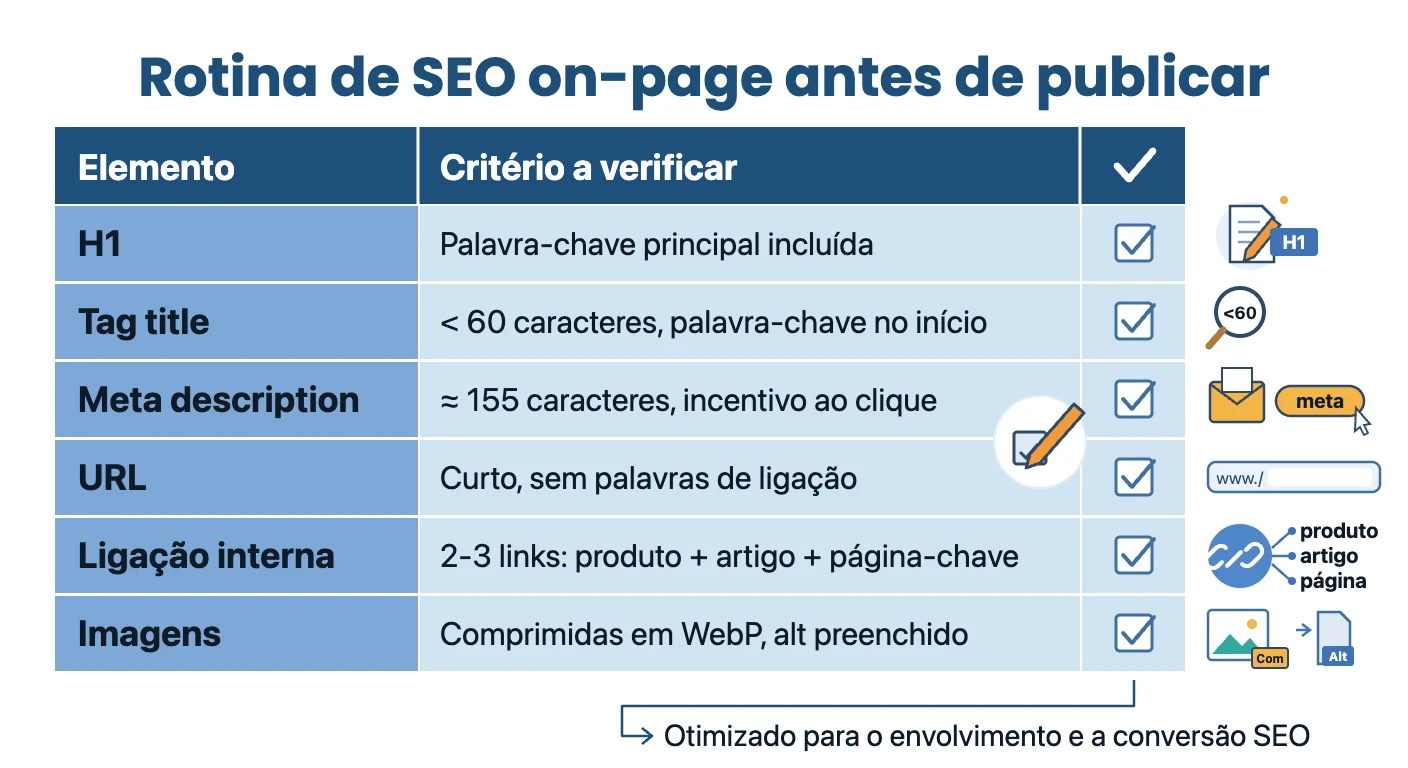 Rotina de SEO on-page antes de publicar
Elemento
Critério a verificar
H1
Palavra-chave principal incluída
H1
Tag title
< 60 caracteres, palavra-chave no início
<60
Meta description
≈ 155 caracteres, incentivo ao clique
meta
URL
Curto, sem palavras de ligação
www./
Ligação interna
2-3 links: produto + artigo + página-chave
produto
artigo
página
Imagens
Comprimidas em WebP, alt preenchido
Com
Alt
Otimizado para o envolvimento e a conversão SEO